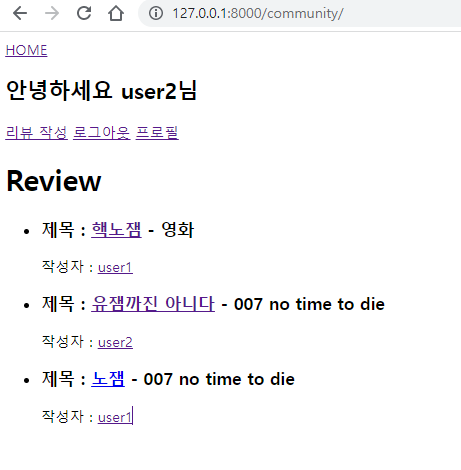 127.0.0.1:8000/community/
HOME
안녕하세요 user2님
리뷰 작성 로그아웃 프로필
Review
제목 : 핵노잼 - 영화
작성자 : user1
제목 : 유잼까진 아니다 - 007 no time to die
작성자 : user2
제목 : 노잼 - 007 no time to die
작성자 : user1